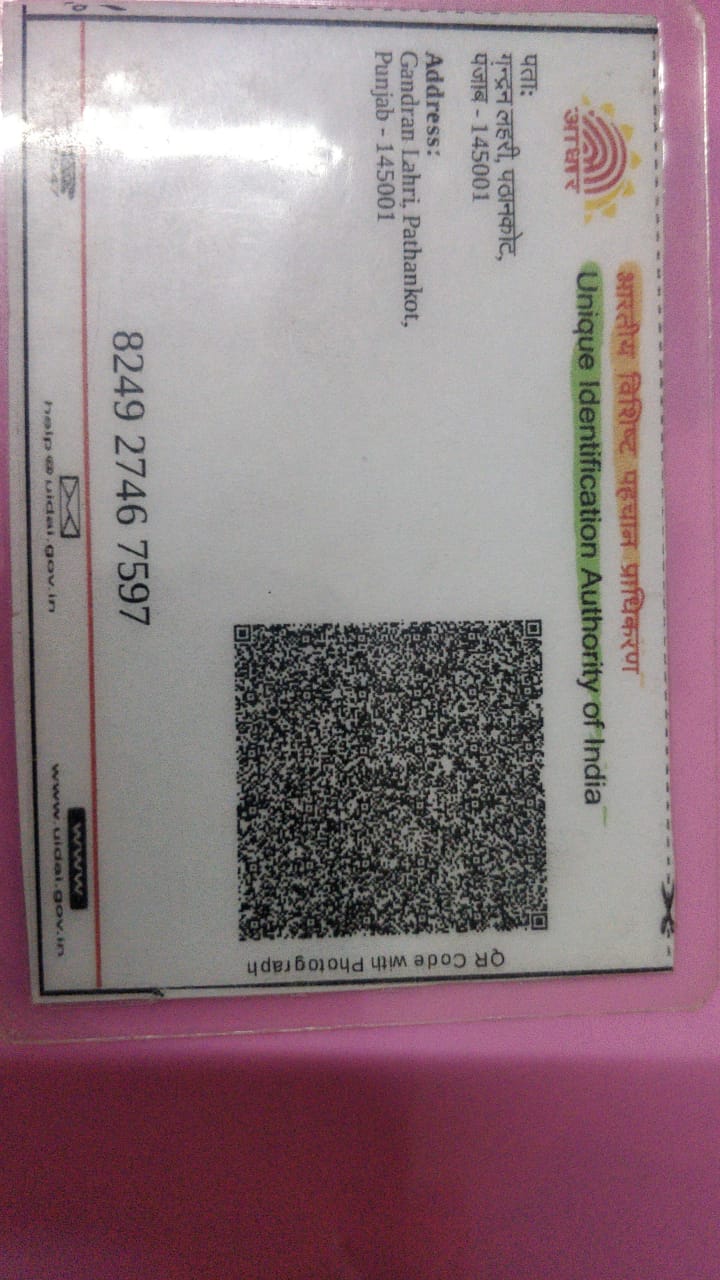 भारतीय विशिष्ट पहचान प्राधिकरण
Unique Identification Authority of India
आधार
पता:
गन्द्रन लहरी, पठानकोट,
पंजाब - 145001
Address:
Gandran Lahri, Pathankot,
Punjab - 145001
QR Code with Photograph
8249 2746 7597
help@uidai.gov.in
www
www.uidai.gov.in